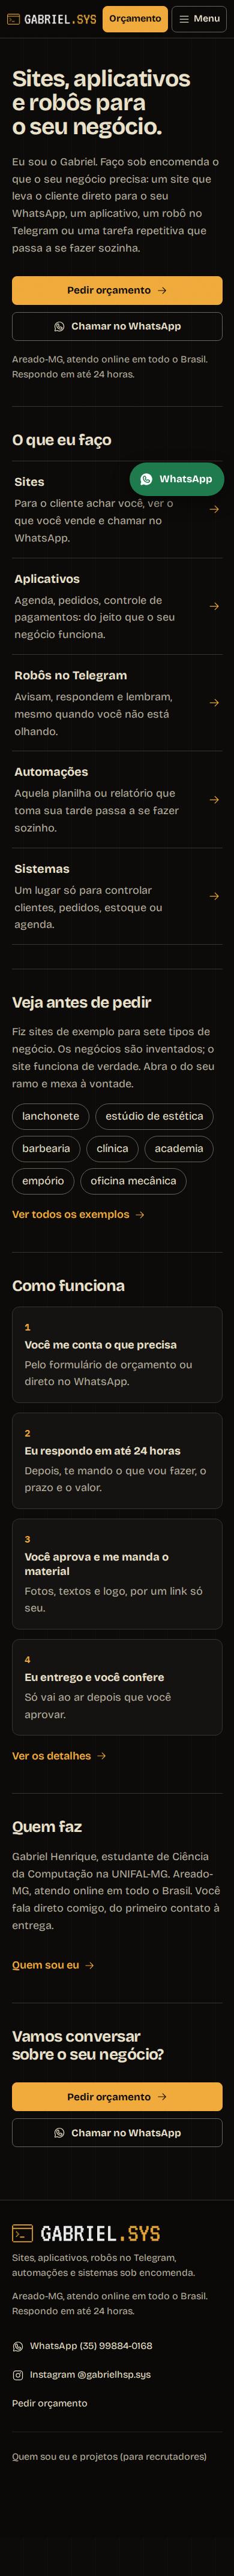 GABRIEL.SYS
Orçamento
Menu
Sites, aplicativos
e robôs para
o seu negócio.
Eu sou o Gabriel. Faço sob encomenda o
que o seu negócio precisa: um site que
leva o cliente direto para o seu
WhatsApp, um aplicativo, um robô no
Telegram ou uma tarefa repetitiva que
passa a se fazer sozinha.
Pedir orçamento →
Chamar no WhatsApp
Areado-MG, atendo online em todo o Brasil.
Respondo em até 24 horas.
O que eu faço
WhatsApp
Sites
Para o cliente achar você, ver o
que você vende e chamar no
WhatsApp.
Aplicativos
Agenda, pedidos, controle de
pagamentos: do jeito que o seu
negócio funciona.
Robôs no Telegram
Avisam, respondem e lembram,
mesmo quando você não está
olhando.
Automações
Aquela planilha ou relatório que
toma sua tarde passa a se fazer
sozinho.
Sistemas
Um lugar só para controlar
clientes, pedidos, estoque ou
agenda.
Veja antes de pedir
Fiz sites de exemplo para sete tipos de
negócio. Os negócios são inventados; o
site funciona de verdade. Abra o do seu
ramo e mexa à vontade.
lanchonete
estúdio de estética
barbearia
clínica
academia
empório
oficina mecânica
Ver todos os exemplos →
Como funciona
1
Você me conta o que precisa
Pelo formulário de orçamento ou
direto no WhatsApp.
2
Eu respondo em até 24 horas
Depois, te mando o que vou fazer, o
prazo e o valor.
3
Você aprova e me manda o
material
Fotos, textos e logo, por um link só
seu.
4
Eu entrego e você confere
Só vai ao ar depois que você
aprovar.
Ver os detalhes →
Quem faz
Gabriel Henrique, estudante de Ciência
da Computação na UNIFAL-MG. Areado-
MG, atendo online em todo o Brasil. Você
fala direto comigo, do primeiro contato à
entrega.
Quem sou eu →
Vamos conversar
sobre o seu negócio?
Pedir orçamento →
Chamar no WhatsApp
GABRIEL.SYS
Sites, aplicativos, robôs no Telegram,
automações e sistemas sob encomenda.
Areado-MG, atendo online em todo o Brasil.
Respondo em até 24 horas.
WhatsApp (35) 99884-0168
Instagram @gabrielhsp.sys
Pedir orçamento
Quem sou eu e projetos (para recrutadores)